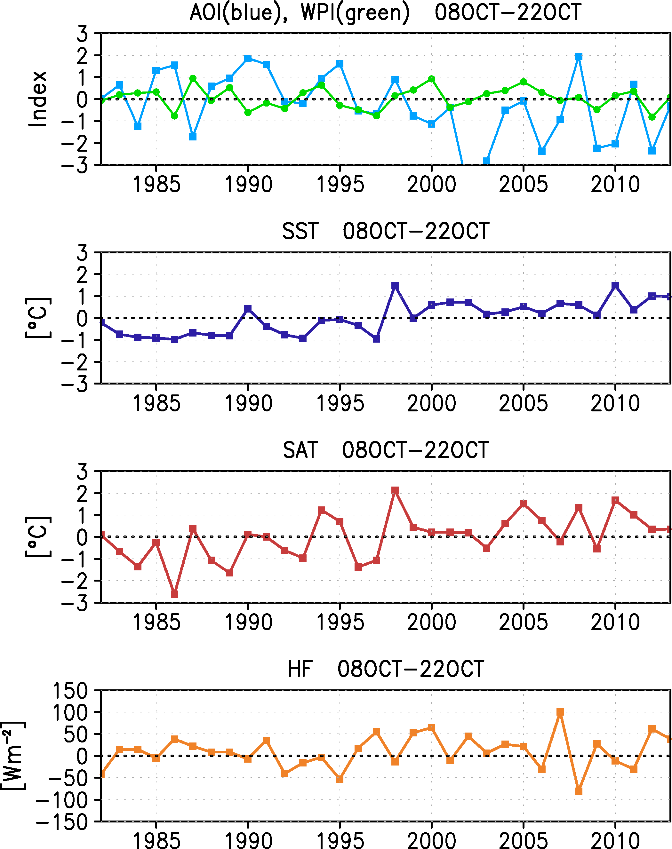 AOI(blue), WPI(green) 08OCT−22OCT
3
2
1
0
−1
−2
−3
Index
1985 1990 1995 2000 2005 2010
SST 08OCT−22OCT
3
2
1
0
−1
−2
−3
[°C]
1985 1990 1995 2000 2005 2010
SAT 08OCT−22OCT
3
2
1
0
−1
−2
−3
[°C]
1985 1990 1995 2000 2005 2010
HF 08OCT−22OCT
150
100
50
0
−50
−100
−150
[Wm⁻²]
1985 1990 1995 2000 2005 2010